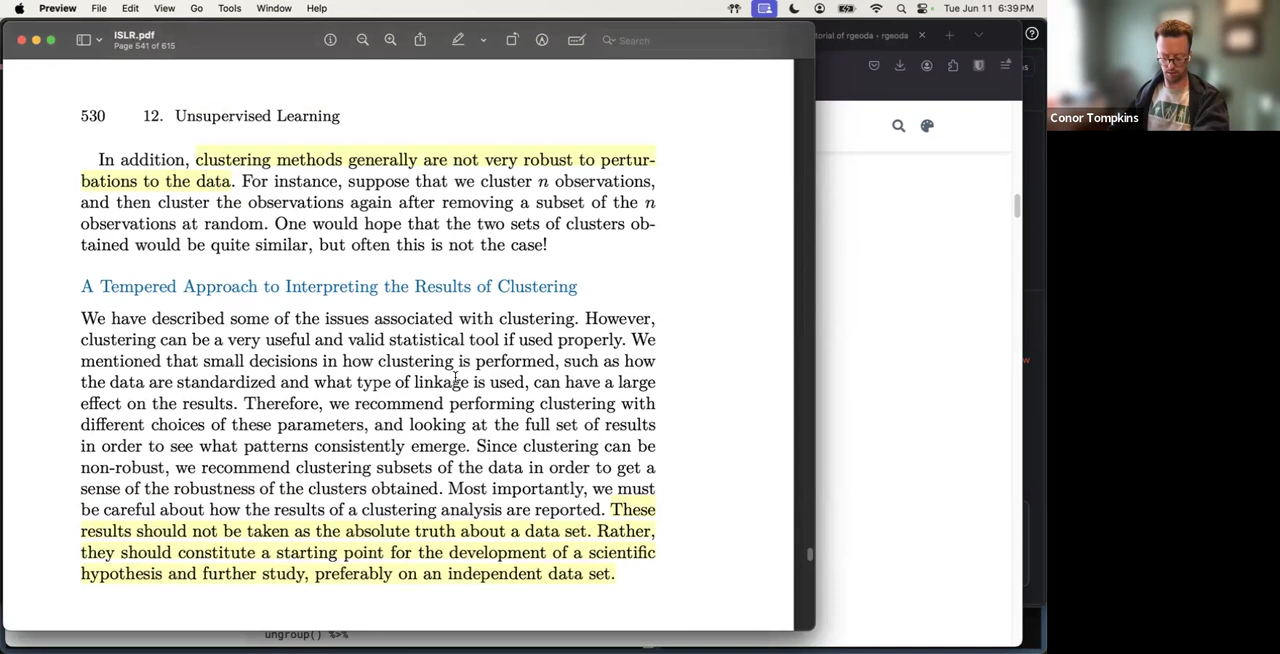 Preview File Edit View Go Tools Window Help
Tue Jun 11 6:39 PM
ISLR.pdf
Page 541 of 615
Search
torial of rgeoda • rgeoda
Conor Tompkins
530 12. Unsupervised Learning
In addition, clustering methods generally are not very robust to pertur-
bations to the data. For instance, suppose that we cluster n observations,
and then cluster the observations again after removing a subset of the n
observations at random. One would hope that the two sets of clusters ob-
tained would be quite similar, but often this is not the case!
A Tempered Approach to Interpreting the Results of Clustering
We have described some of the issues associated with clustering. However,
clustering can be a very useful and valid statistical tool if used properly. We
mentioned that small decisions in how clustering is performed, such as how
the data are standardized and what type of linkage is used, can have a large
effect on the results. Therefore, we recommend performing clustering with
different choices of these parameters, and looking at the full set of results
in order to see what patterns consistently emerge. Since clustering can be
non-robust, we recommend clustering subsets of the data in order to get a
sense of the robustness of the clusters obtained. Most importantly, we must
be careful about how the results of a clustering analysis are reported. These
results should not be taken as the absolute truth about a data set. Rather,
they should constitute a starting point for the development of a scientific
hypothesis and further study, preferably on an independent data set.
ungroup() %>%